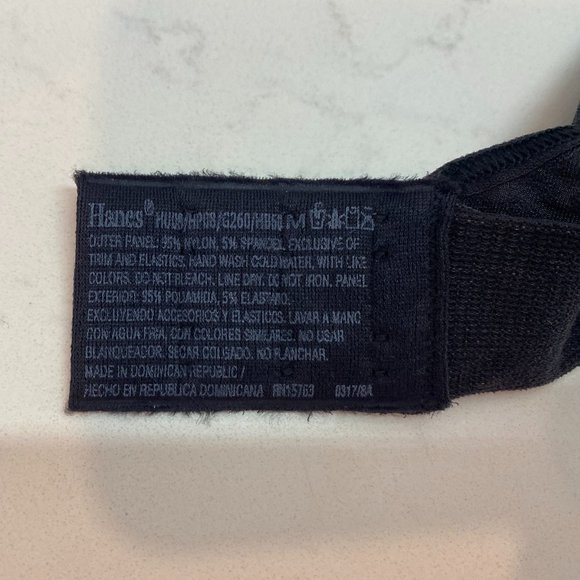 Hanes® HU08/HP08/G260/HD51 M
OUTER PANEL: 95% NYLON, 5% SPANDEX, EXCLUSIVE OF
TRIM AND ELASTICS. HAND WASH COLD WATER, WITH LIKE
COLORS. DO NOT BLEACH. LINE DRY. DO NOT IRON. PANEL
EXTERIOR: 95% POLIAMIDA, 5% ELASTANO,
EXCLUYENDO ACCESORIOS Y ELASTICOS. LAVAR A MANO
CON AGUA FRIA, CON COLORES SIMILARES. NO USAR
BLANQUEADOR. SECAR COLGADO. NO PLANCHAR.
MADE IN DOMINICAN REPUBLIC /
HECHO EN REPUBLICA DOMINICANA RN15763 0317/8A